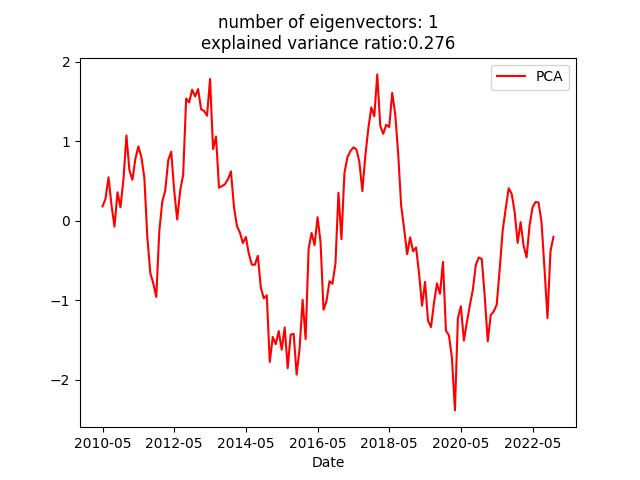 number of eigenvectors: 1
explained variance ratio:0.276
PCA
2
1
0
−1
−2
2010-05 2012-05 2014-05 2016-05 2018-05 2020-05 2022-05
Date